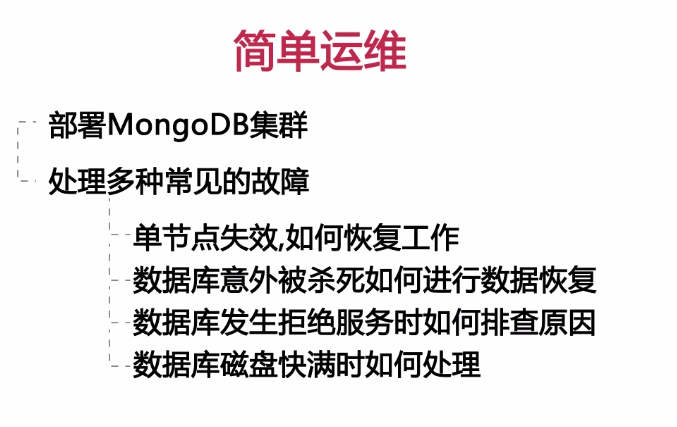 简单运维
部署MongoDB集群
处理多种常见的故障
单节点失效,如何恢复工作
数据库意外被杀死如何进行数据恢复
数据库发生拒绝服务时如何排查原因
数据库磁盘快满时如何处理